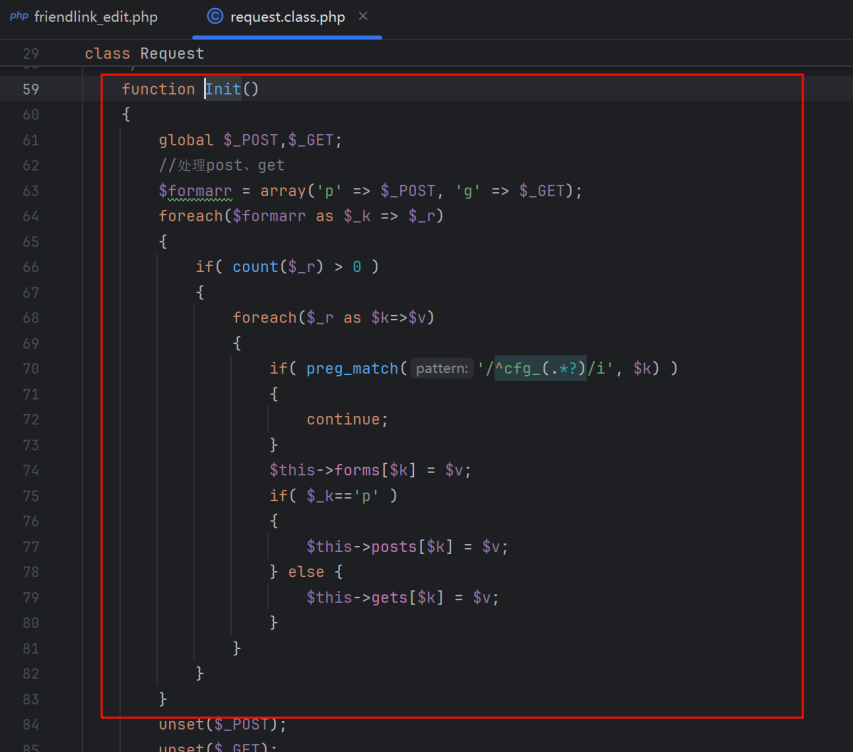 php friendlink_edit.php
C request.class.php ×
29 class Request
59 function Init()
60 {
61 global $_POST,$_GET;
62 //处理post、get
63 $formarr = array('p' => $_POST, 'g' => $_GET);
64 foreach($formarr as $_k => $_r)
65 {
66 if( count($_r) > 0 )
67 {
68 foreach($_r as $k=>$v)
69 {
70 if( preg_match( pattern: '/^cfg_(.*?)/i', $k) )
71 {
72 continue;
73 }
74 $this->forms[$k] = $v;
75 if( $_k=='p' )
76 {
77 $this->posts[$k] = $v;
78 } else {
79 $this->gets[$k] = $v;
80 }
81 }
82 }
83 }
84 unset($_POST);
85 unset($_GET);